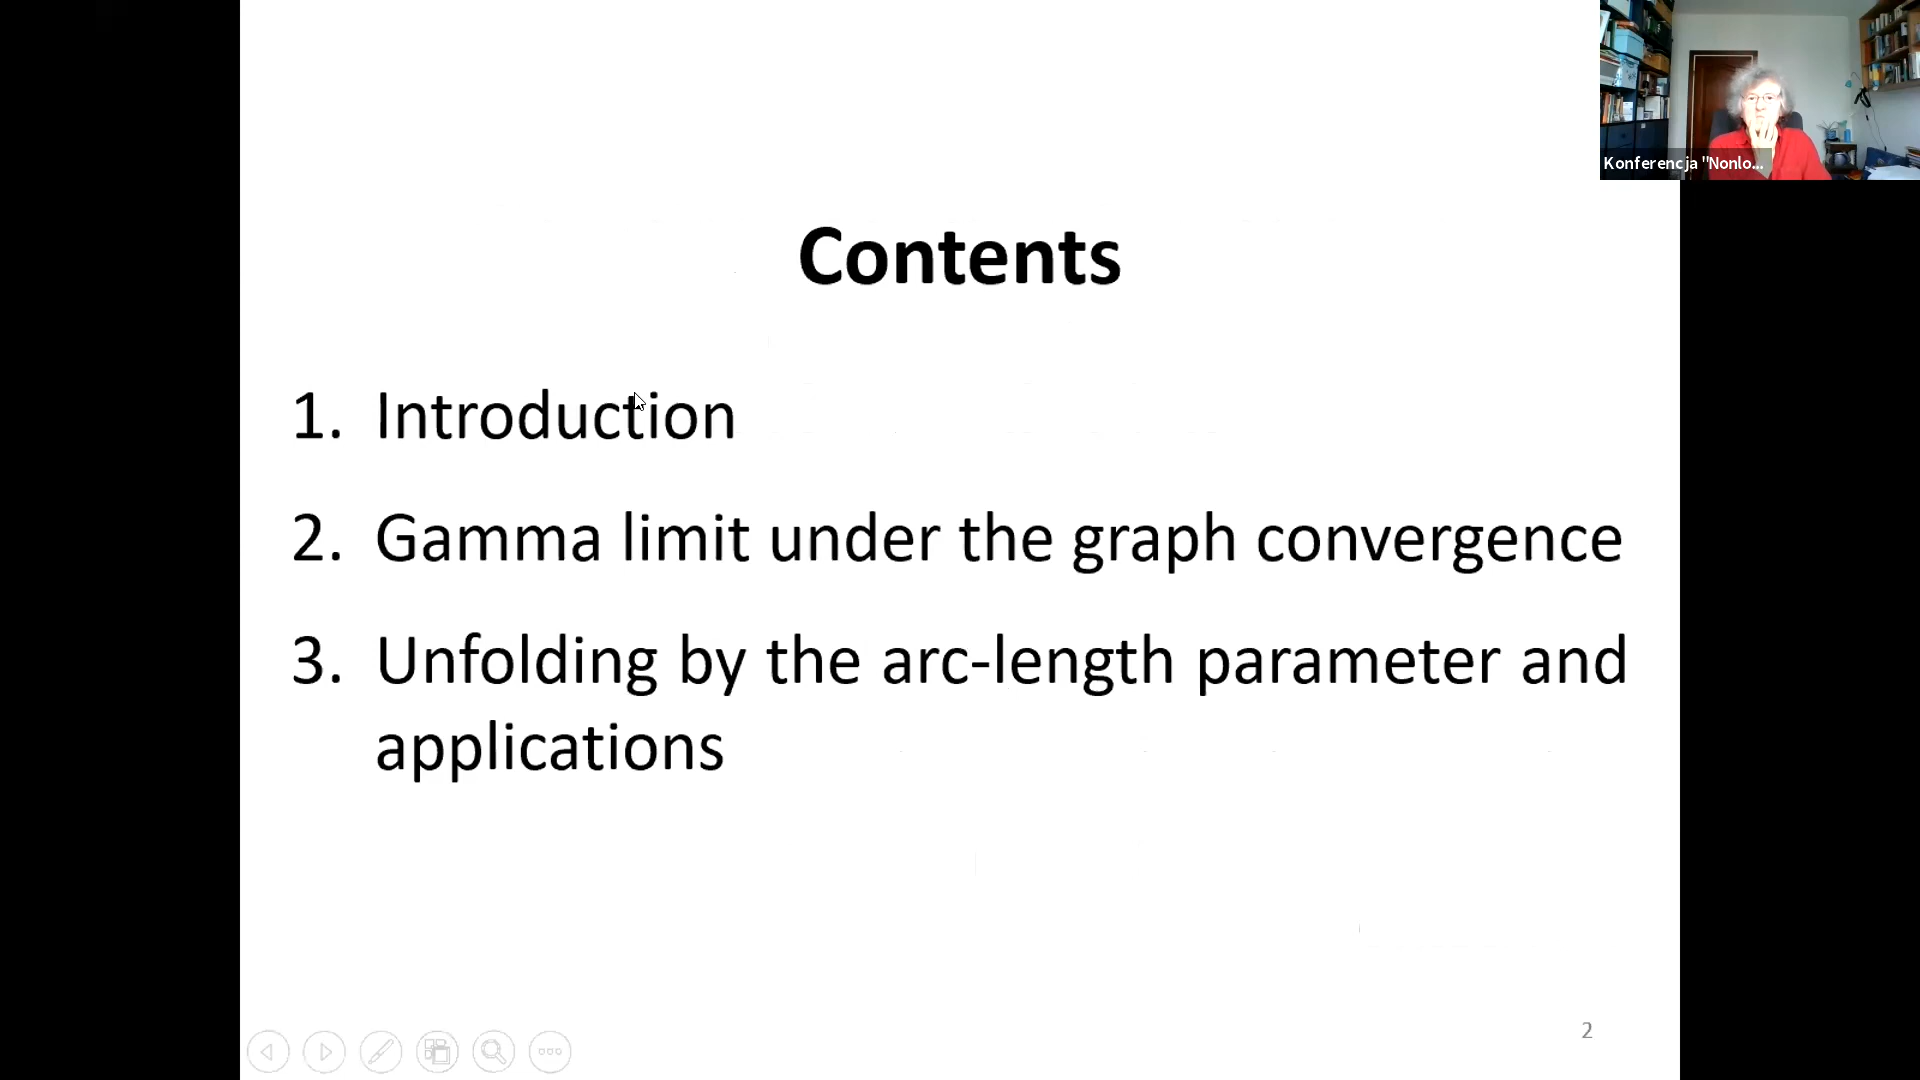 Konferencja "Nonlo...
Contents
1. Introduction
2. Gamma limit under the graph convergence
3. Unfolding by the arc-length parameter and
applications
2